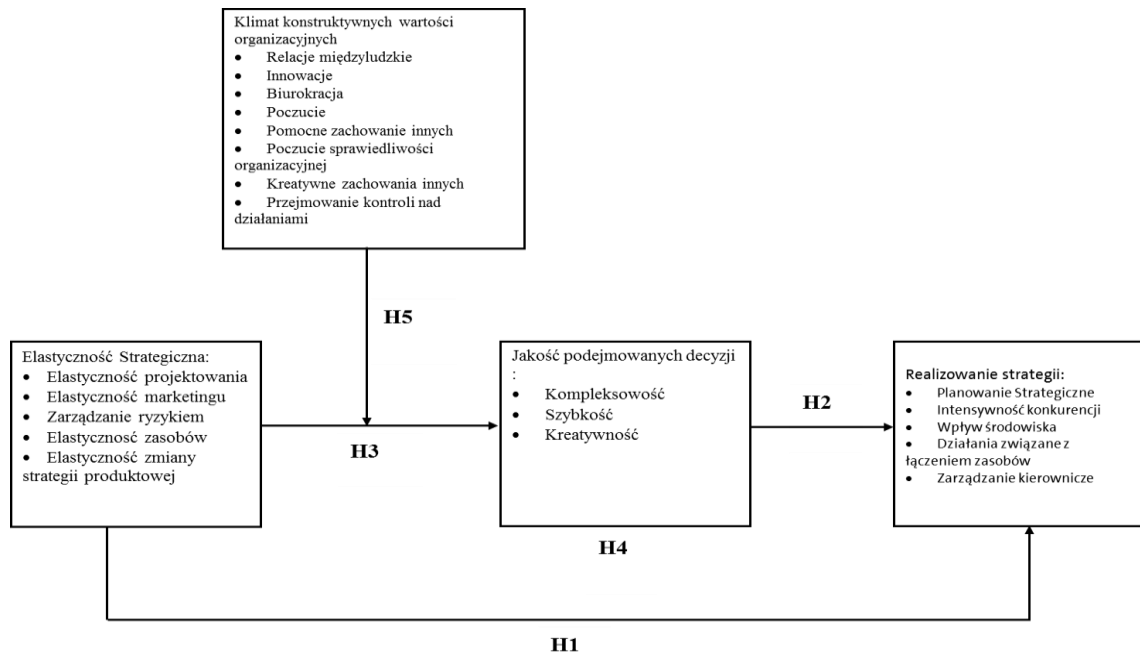 Klimat konstruktywnych wartości
organizacyjnych
• Relacje międzyludzkie
• Innowacje
• Biurokracja
• Poczucie
• Pomocne zachowanie innych
• Poczucie sprawiedliwości
organizacyjnej
• Kreatywne zachowania innych
• Przejmowanie kontroli nad
działaniami
H5
Elastyczność Strategiczna:
• Elastyczność projektowania
• Elastyczność marketingu
• Zarządzanie ryzykiem
• Elastycznosć zasobów
• Elastyczność zmiany
strategii produktowej
H3
Jakość podejmowanych decyzji
:
• Kompleksowość
• Szybkość
• Kreatywność
H4
H2
Realizowanie strategii:
• Planowanie Strategiczne
• Intensywność konkurencji
• Wpływ środowiska
• Działania związane z
łączeniem zasobów
• Zarządzanie kierownicze
H1